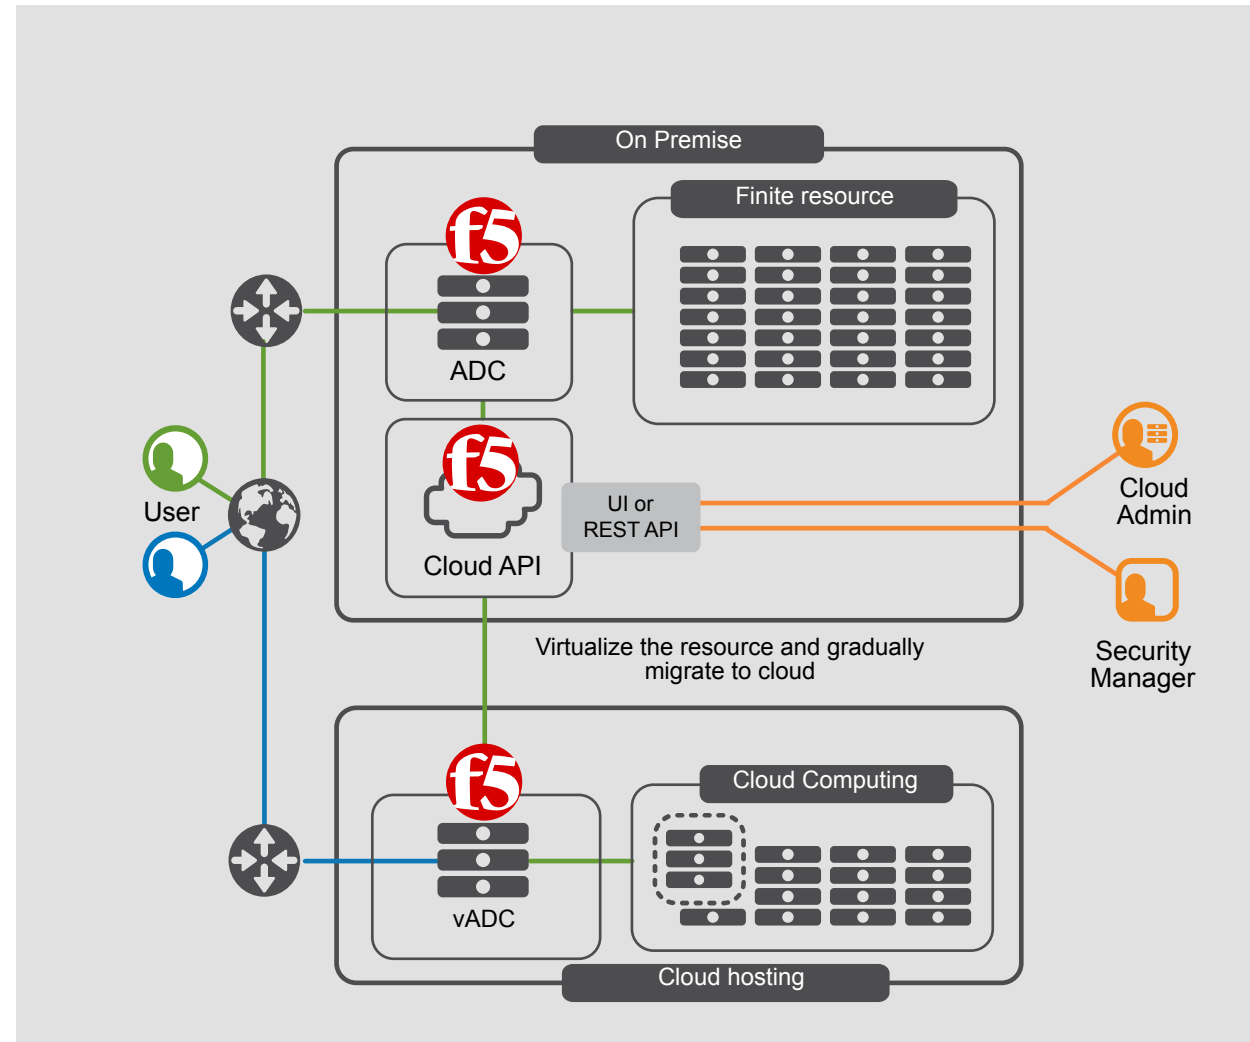 On Premise
Finite resource
f5
ADC
f5
Cloud API
UI or
REST API
User
Cloud
Admin
Security
Manager
Virtualize the resource and gradually
migrate to cloud
f5
Cloud Computing
vADC
Cloud hosting